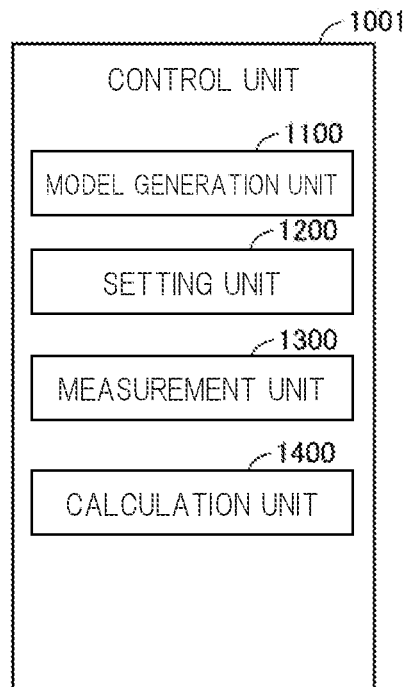 1001
CONTROL UNIT
1100
MODEL GENERATION UNIT
1200
SETTING UNIT
1300
MEASUREMENT UNIT
1400
CALCULATION UNIT